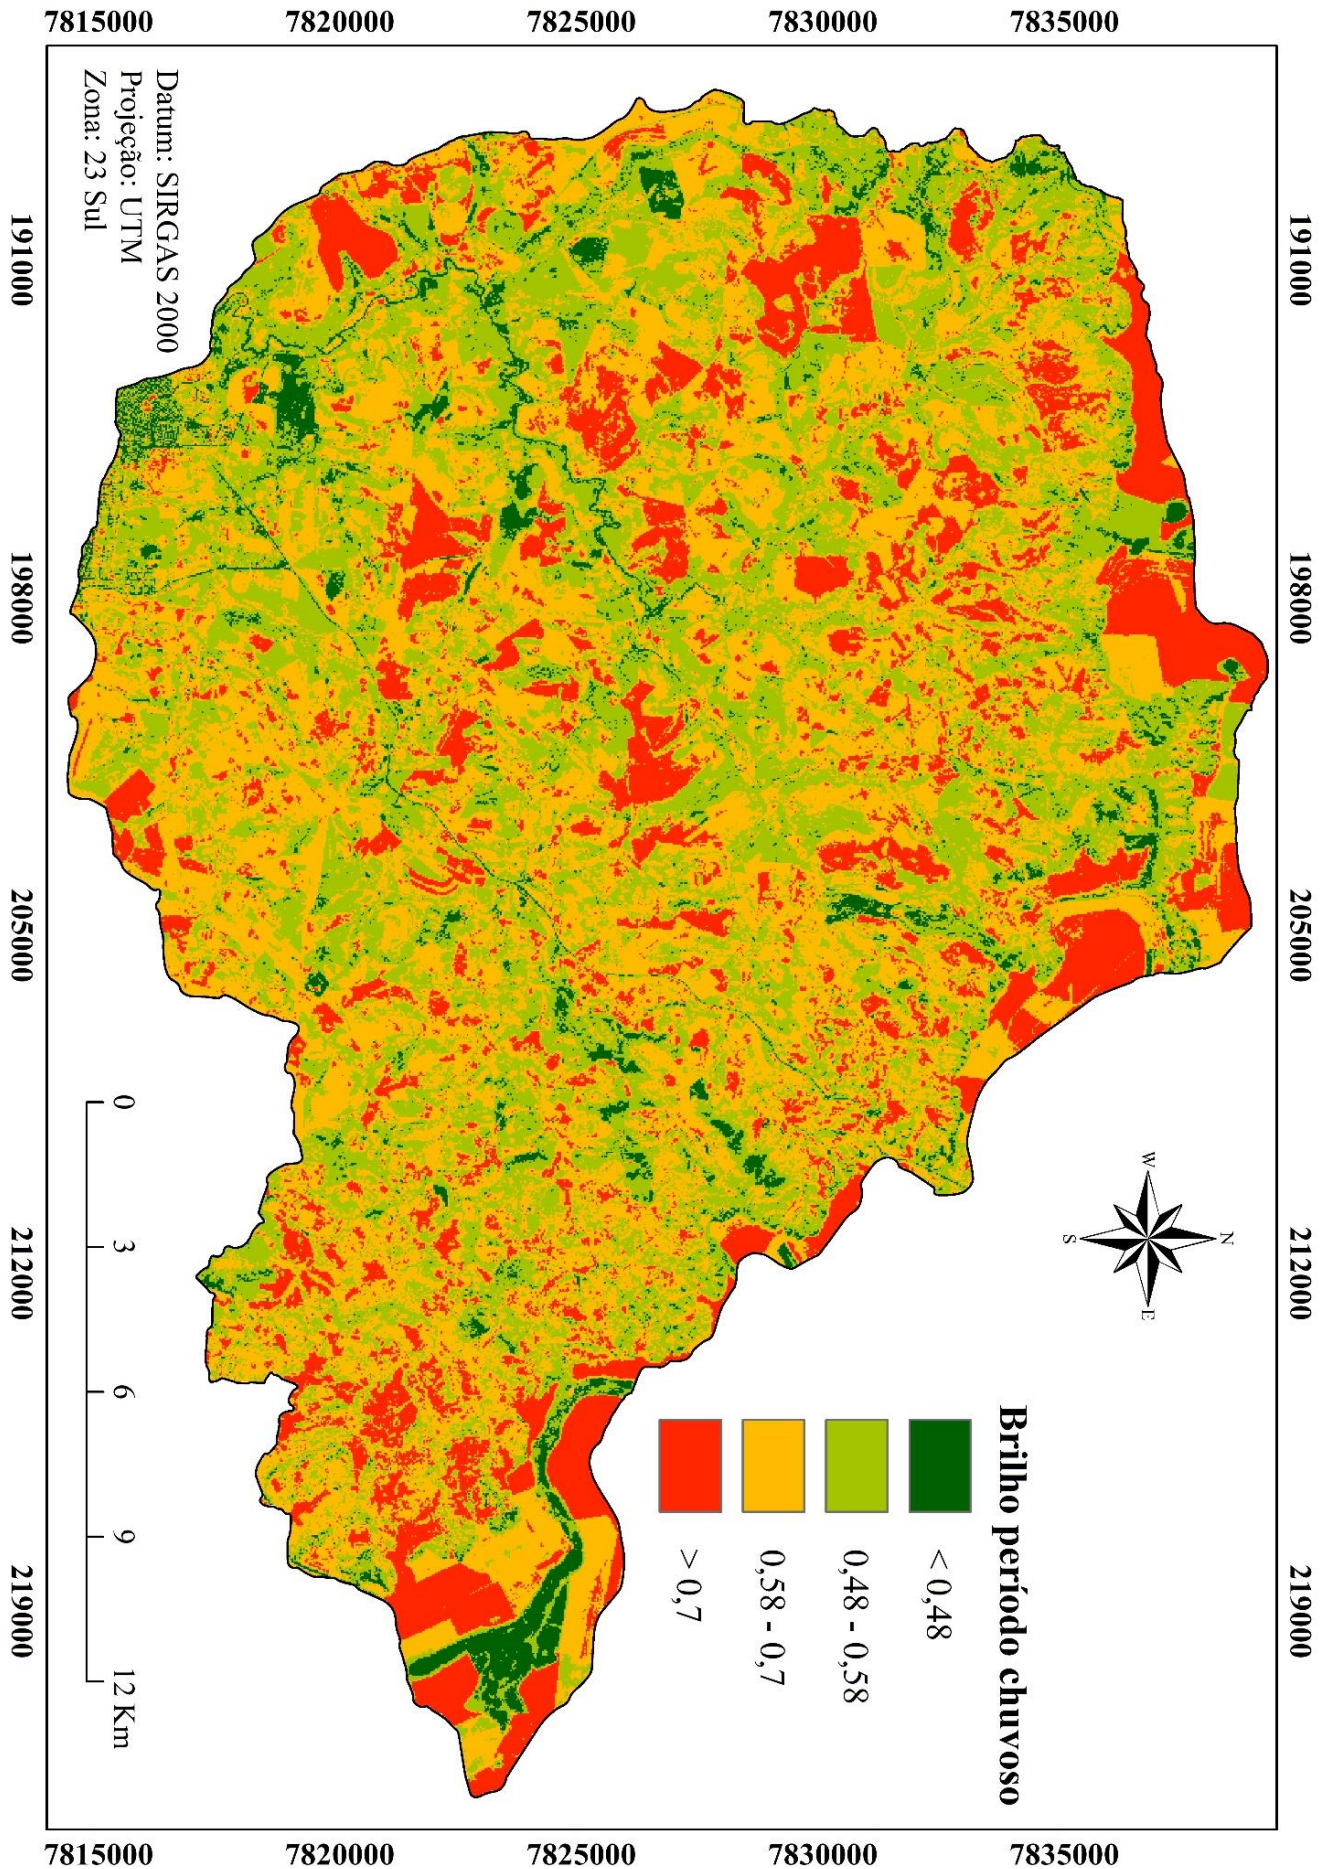 7815000 7820000 7825000 7830000 7835000
191000
198000
205000
212000
219000
Datum: SIRGAS 2000
Projeção: UTM
Zona: 23 Sul
191000
198000
205000
212000
219000
N
W
E
S
Brilho período chuvoso
< 0,48
0,48 - 0,58
0,58 - 0,7
> 0,7
0 3 6 9 12 Km
7815000 7820000 7825000 7830000 7835000